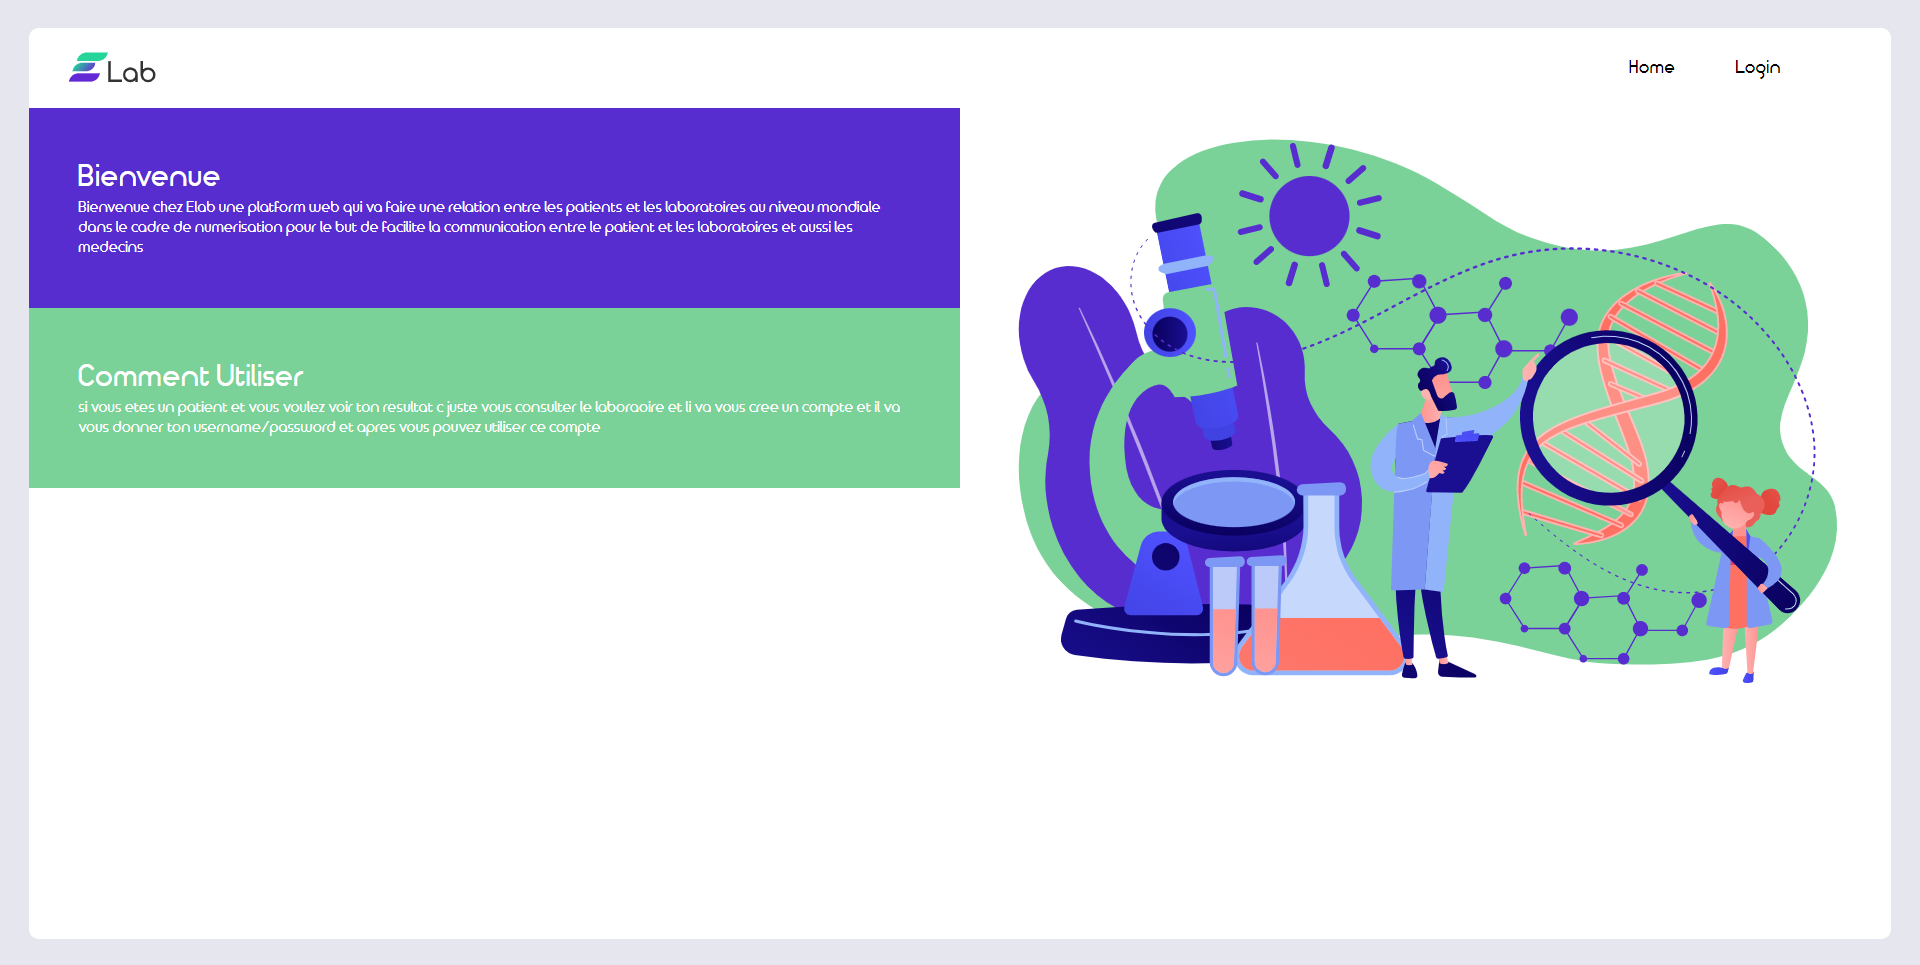 Lab
Home
Login
Bienvenue
Bienvenue chez Elab une platform web qui va faire une relation entre les patients et les laboratoires au niveau mondiale
dans le cadre de numerisation pour le but de facilite la communication entre le patient et les laboratoires et aussi les
medecins
Comment Utiliser
si vous etes un patient et vous voulez voir ton resultat c juste vous consulter le laboraoire et li va vous cree un compte et il va
vous donner ton username/password et apres vous pouvez utiliser ce compte